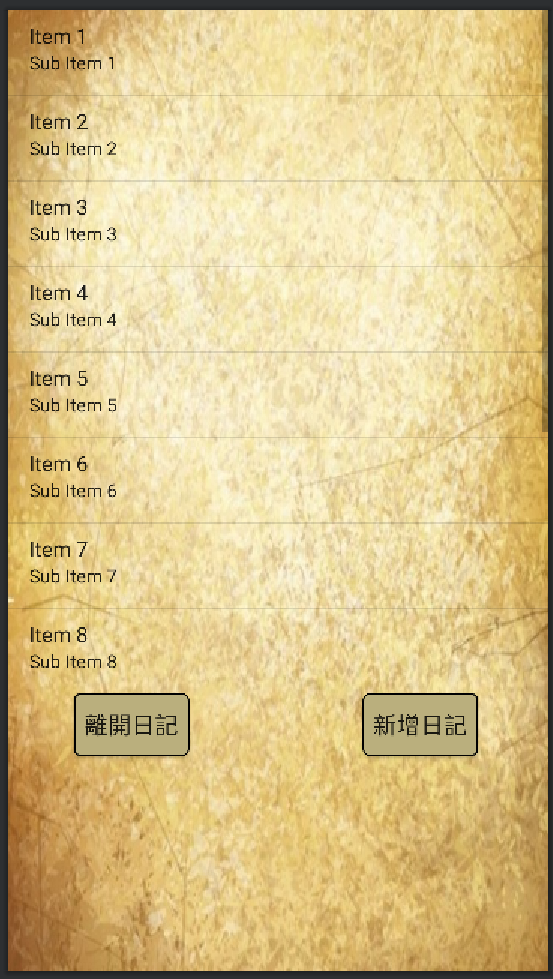 Item 1
Sub Item 1
Item 2
Sub Item 2
Item 3
Sub Item 3
Item 4
Sub Item 4
Item 5
Sub Item 5
Item 6
Sub Item 6
Item 7
Sub Item 7
Item 8
Sub Item 8
離開日記 新增日記